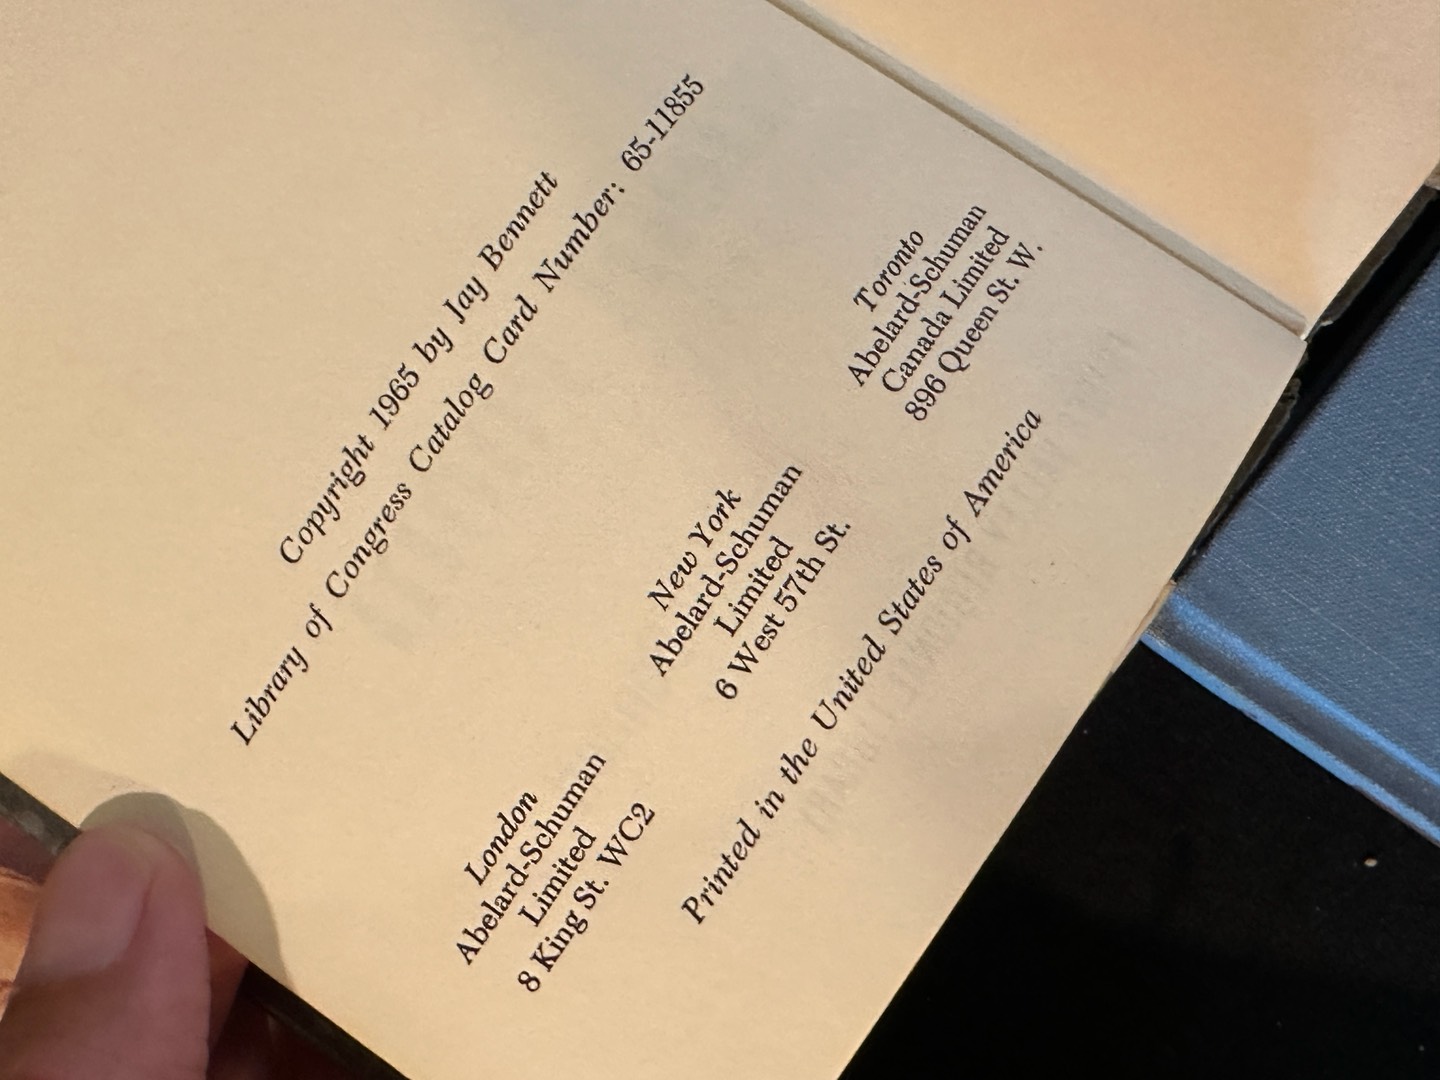 Copyright 1965 by Jay Bennett
Library of Congress Catalog Card Number: 65-11855
London
Abelard-Schuman
Limited
8 King St. WC2
New York
Abelard-Schuman
Limited
6 West 57th St.
Toronto
Abelard-Schuman
Canada Limited
896 Queen St. W.
Printed in the United States of America